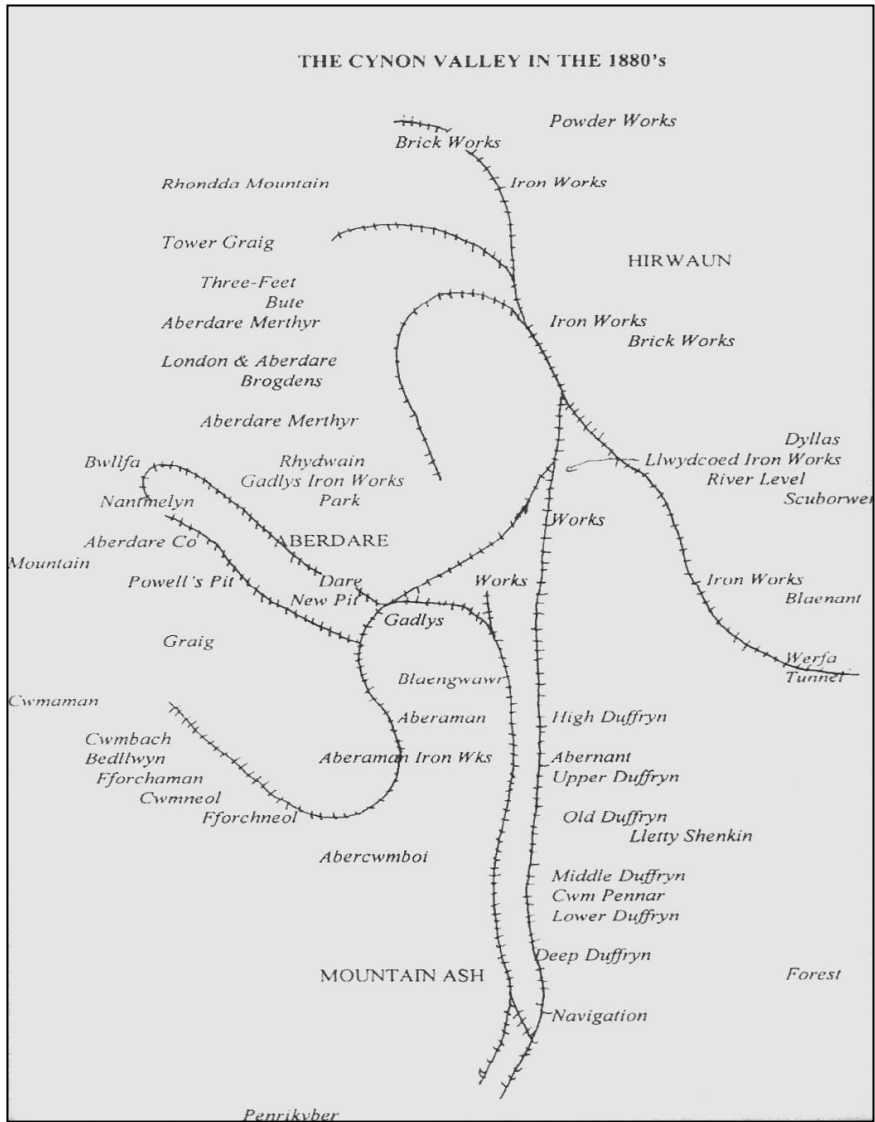 THE CYNON VALLEY IN THE 1880's
Powder Works
Brick Works
Rhondda Mountain
Iron Works
Tower Graig
HIRWAUN
Three-Feet
Bute
Aberdare Merthyr
Iron Works
Brick Works
London & Aberdare
Brogdens
Aberdare Merthyr
Dyllas
Bwllfa
Rhydwain
Llwydcoed Iron Works
Gadlys Iron Works
River Level
Nantmelyn
Park
Scuborwen
Works
Aberdare Co
ABERDARE
Mountain
Powell's Pit
Dare
Works
Iron Works
New Pit
Blaenant
Gadlys
Graig
Werfa
Blaengwawr
Tunnel
Cwmaman
Aberaman
High Duffryn
Cwmbach
Bedllwyn
Aberaman Iron Wks
Abernant
Fforchaman
Upper Duffryn
Cwmneol
Fforchneol
Old Duffryn
Lletty Shenkin
Abercwmboi
Middle Duffryn
Cwm Pennar
Lower Duffryn
Deep Duffryn
MOUNTAIN ASH
Forest
Navigation
Penrikyber